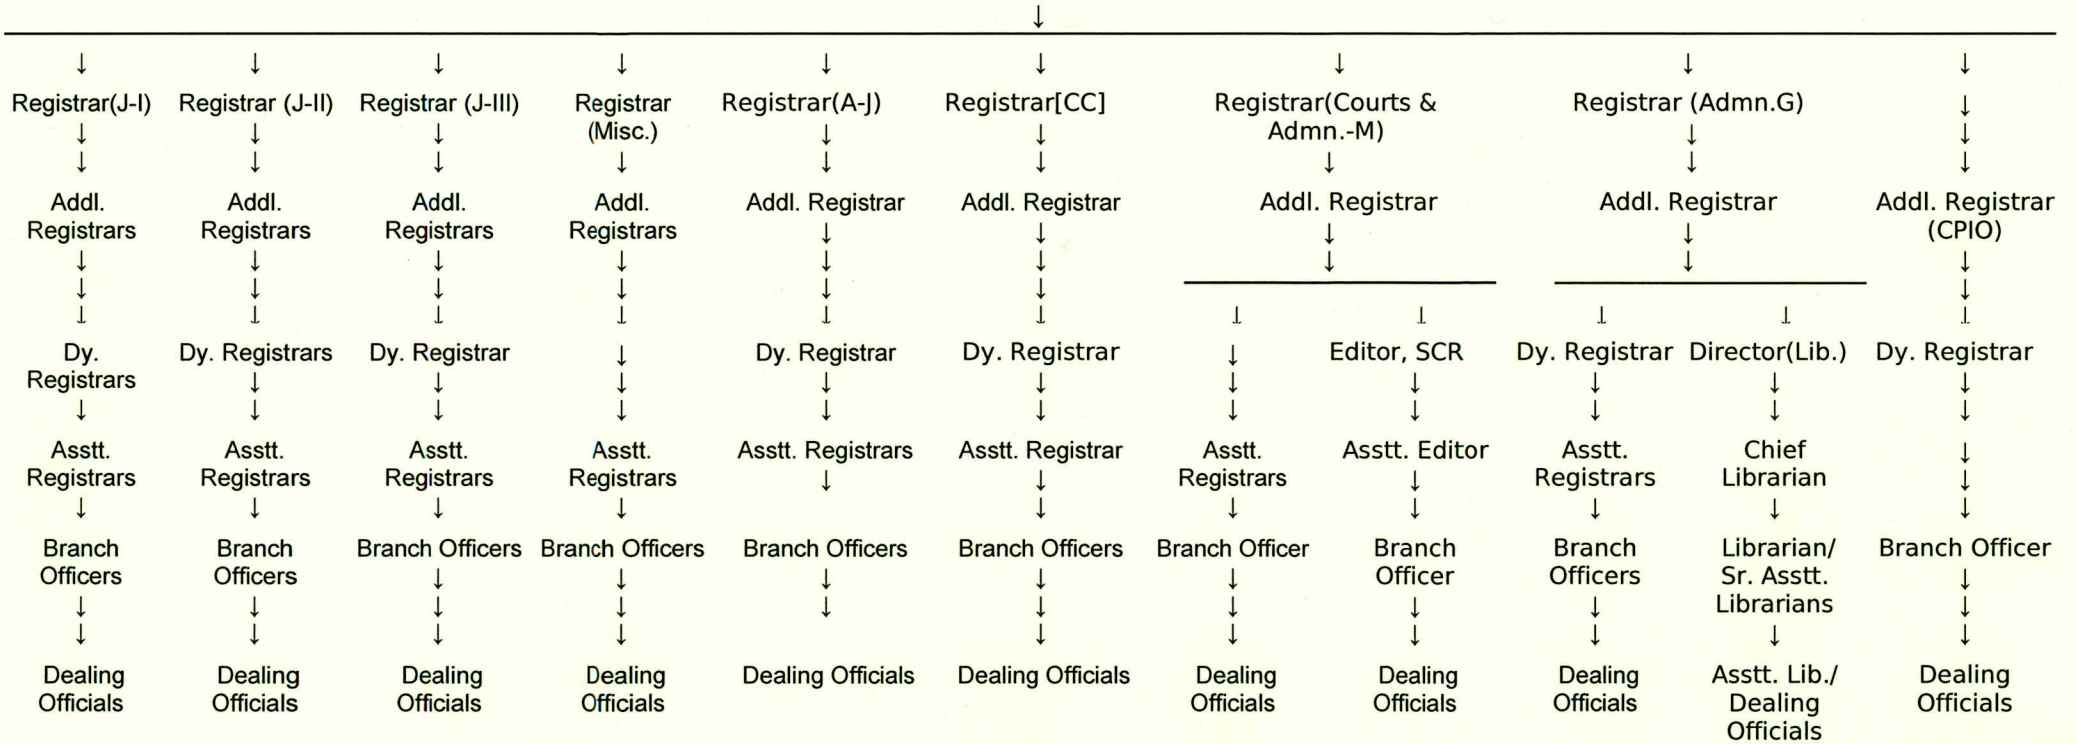 Registrar(J-I) Registrar (J-II) Registrar (J-III) Registrar Registrar(A-J) Registrar[CC] Registrar(Courts & Registrar (Admn.G)
(Misc.) Admn.-M)
Addl. Addl. Addl. Addl. Addl. Registrar Addl. Registrar Addl. Registrar Addl. Registrar Addl. Registrar
Registrars Registrars Registrars Registrars (CPIO)
Dy. Dy. Registrars Dy. Registrar Dy. Registrar Dy. Registrar Editor, SCR Dy. Registrar Director(Lib.) Dy. Registrar
Registrars
Asstt. Asstt. Asstt. Asstt. Asstt. Registrars Asstt. Registrar Asstt. Asstt. Editor Asstt. Chief
Registrars Registrars Registrars Registrars Registrars Registrars Librarian
Branch Branch Branch Officers Branch Officers Branch Officers Branch Officers Branch Officer Branch Branch Librarian/ Branch Officer
Officers Officers Officer Officers Sr. Asstt.
Librarians
Dealing Dealing Dealing Dealing Dealing Officials Dealing Officials Dealing Dealing Dealing Asstt. Lib./ Dealing
Officials Officials Officials Officials Officials Officials Officials Dealing Officials
Officials